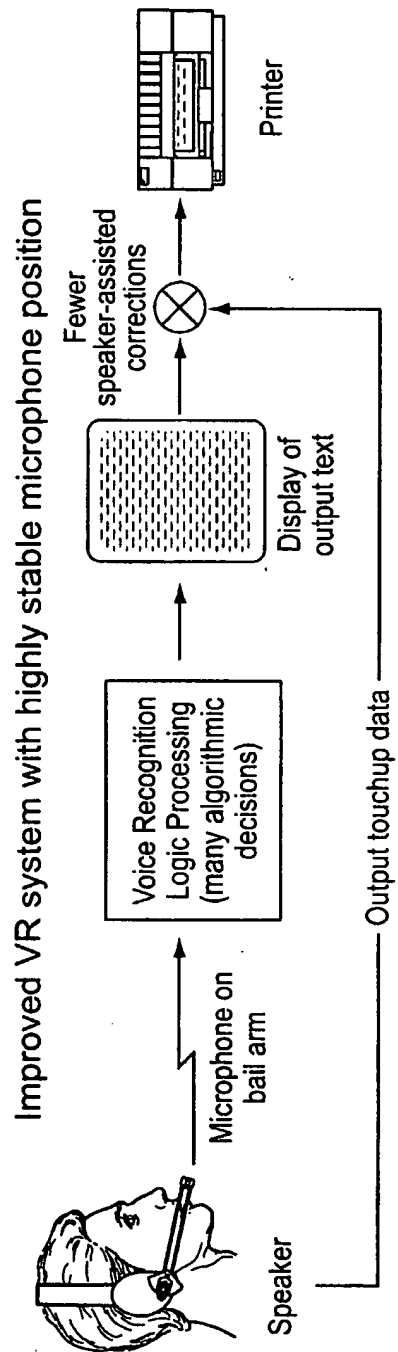 Improved VR system with highly stable microphone position
Speaker
Microphone on
bail arm
Voice Recognition
Logic Processing
(many algorithmic
decisions)
Display of
output text
Fewer
speaker-assisted
corrections
Printer
Output touchup data